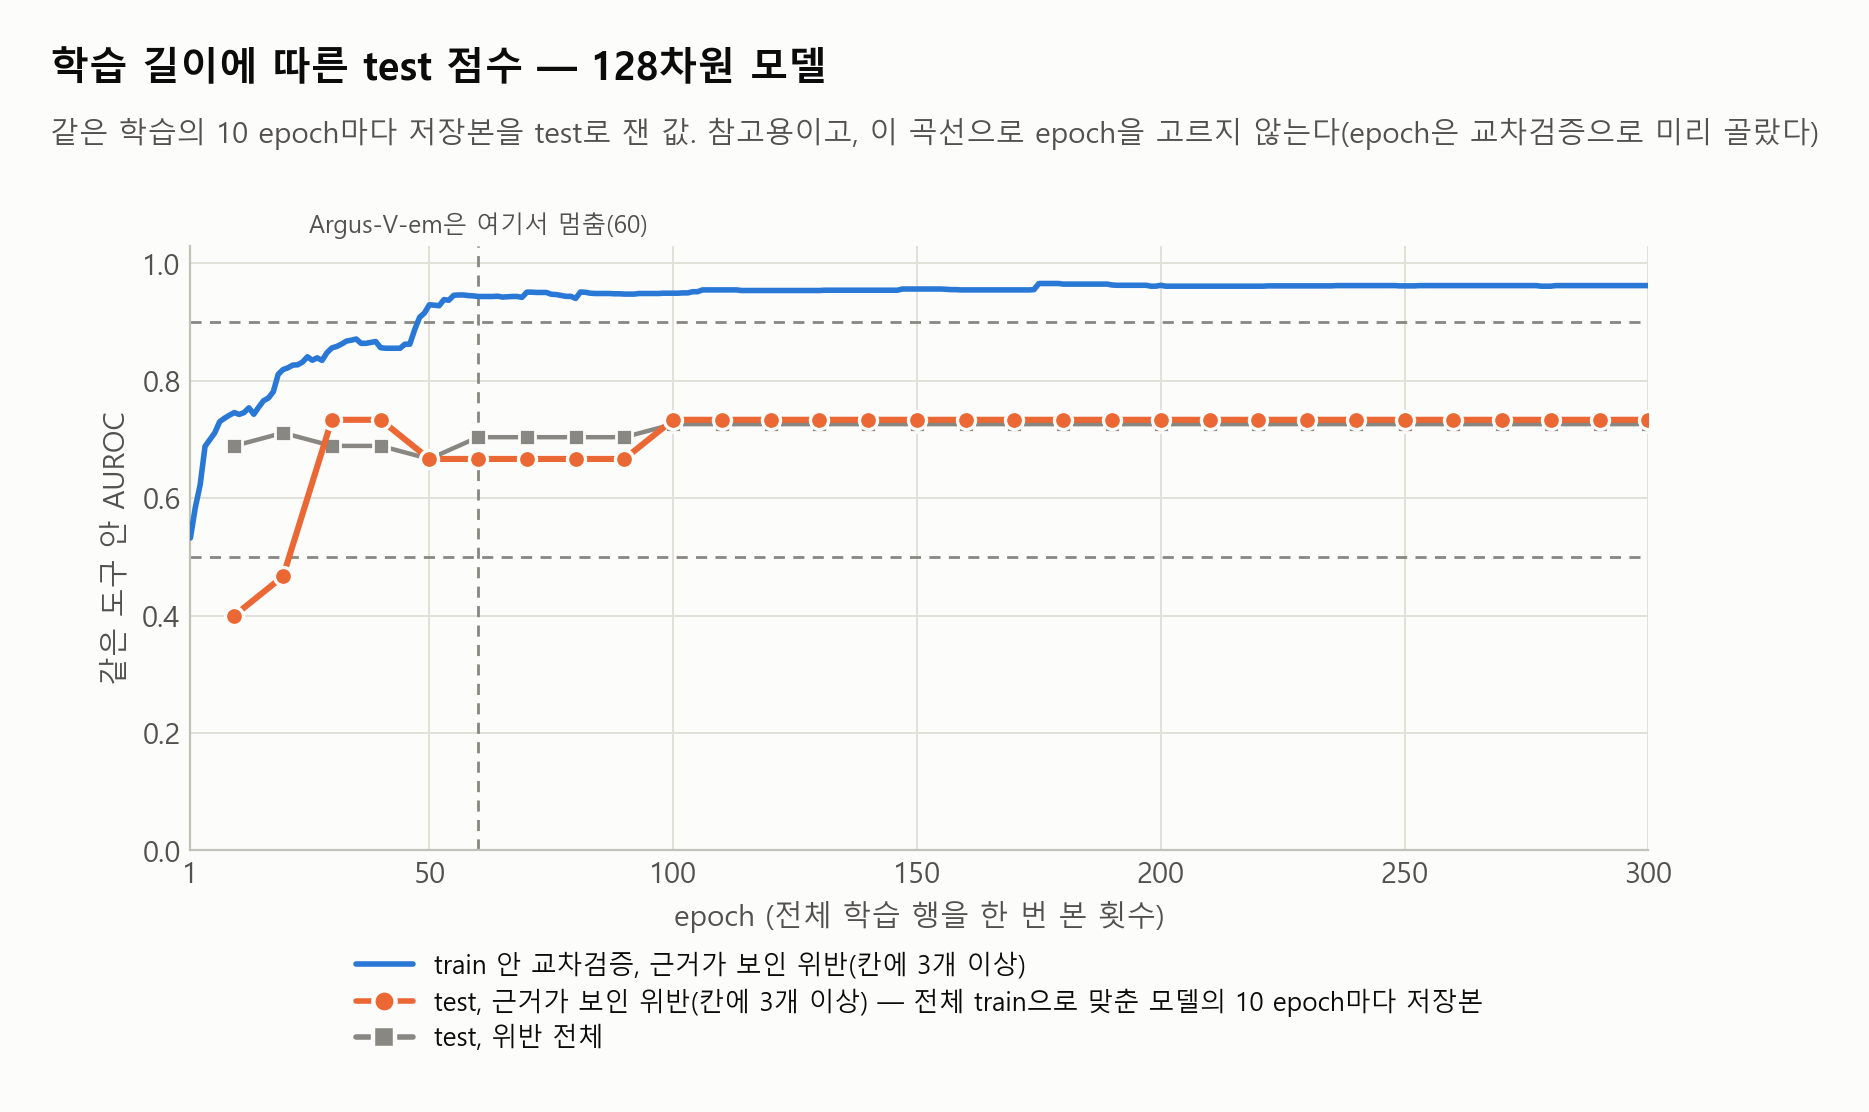 학습 길이에 따른 test 점수 — 128차원 모델
같은 학습의 10 epoch마다 저장본을 test로 잰 값. 참고용이고, 이 곡선으로 epoch을 고르지 않는다(epoch은 교차검증으로 미리 골랐다)
Argus-V-em은 여기서 멈춤(60)
같은 도구 안 AUROC
1.0
0.8
0.6
0.4
0.2
0.0
1 50 100 150 200 250 300
epoch (전체 학습 행을 한 번 본 횟수)
train 안 교차검증, 근거가 보인 위반(칸에 3개 이상)
test, 근거가 보인 위반(칸에 3개 이상) — 전체 train으로 맞춘 모델의 10 epoch마다 저장본
test, 위반 전체